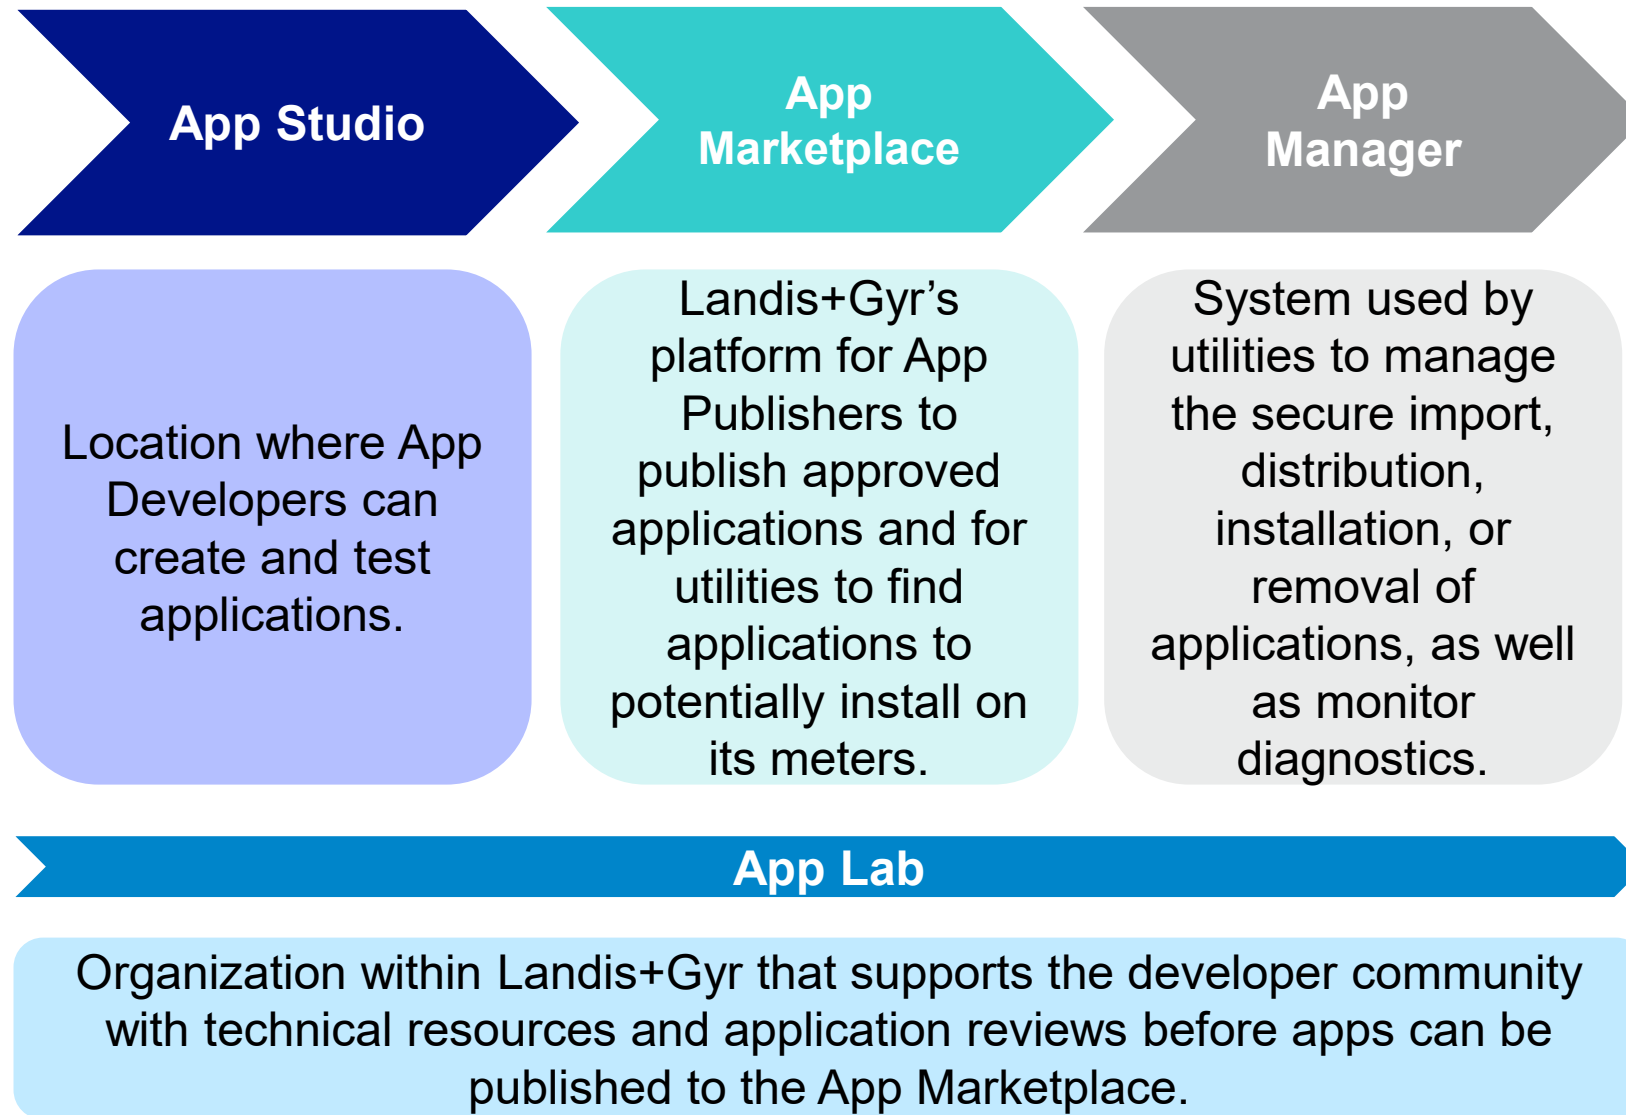 App Studio
App
Marketplace
App
Manager
Location where App
Developers can
create and test
applications.
Landis+Gyr’s
platform for App
Publishers to
publish approved
applications and for
utilities to find
applications to
potentially install on
its meters.
System used by
utilities to manage
the secure import,
distribution,
installation, or
removal of
applications, as well
as monitor
diagnostics.
App Lab
Organization within Landis+Gyr that supports the developer community
with technical resources and application reviews before apps can be
published to the App Marketplace.